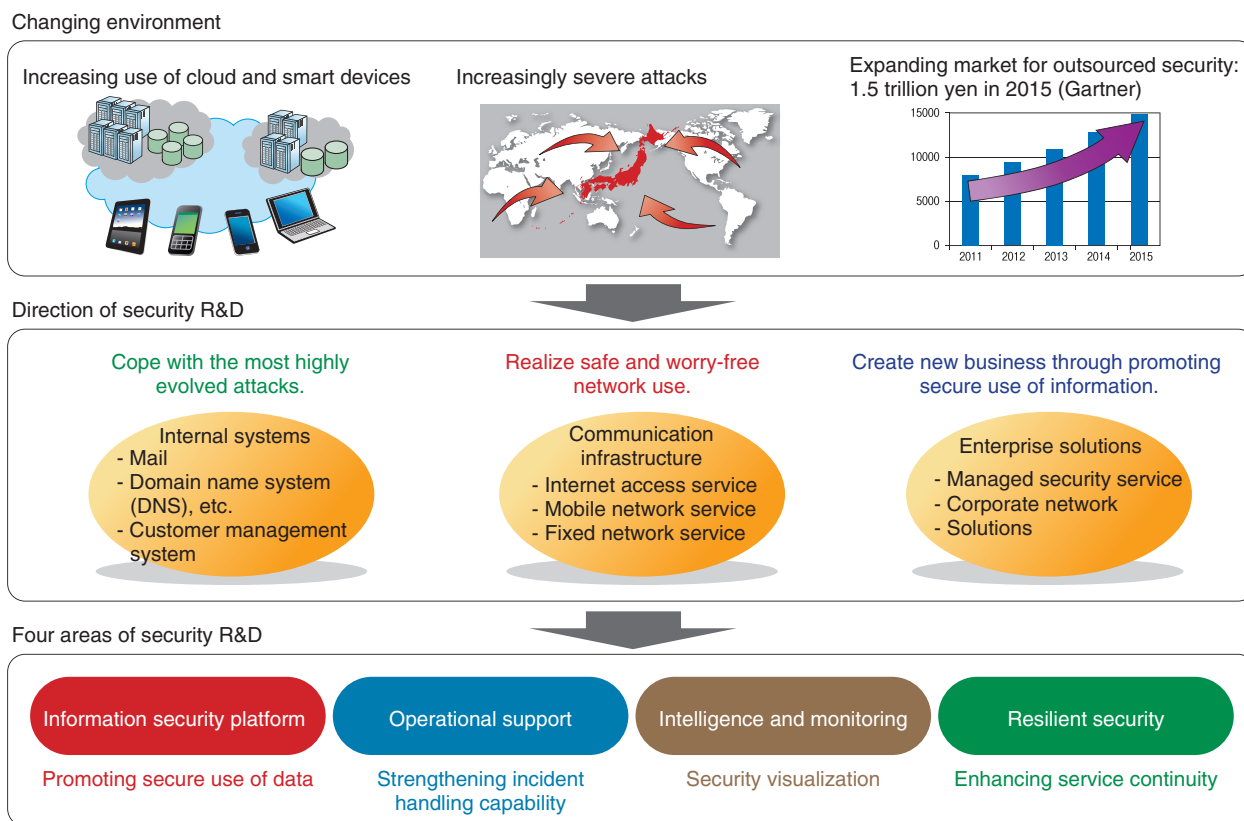 Changing environment
Increasing use of cloud and smart devices
Increasingly severe attacks
Expanding market for outsourced security:
1.5 trillion yen in 2015 (Gartner)
15000
10000
5000
0
2011 2012 2013 2014 2015
Direction of security R&D
Cope with the most highly
evolved attacks.
Internal systems
- Mail
- Domain name system
(DNS), etc.
- Customer management
system
Realize safe and worry-free
network use.
Communication
infrastructure
- Internet access service
- Mobile network service
- Fixed network service
Create new business through promoting
secure use of information.
Enterprise solutions
- Managed security service
- Corporate network
- Solutions
Four areas of security R&D
Information security platform
Promoting secure use of data
Operational support
Strengthening incident
handling capability
Intelligence and monitoring
Security visualization
Resilient security
Enhancing service continuity